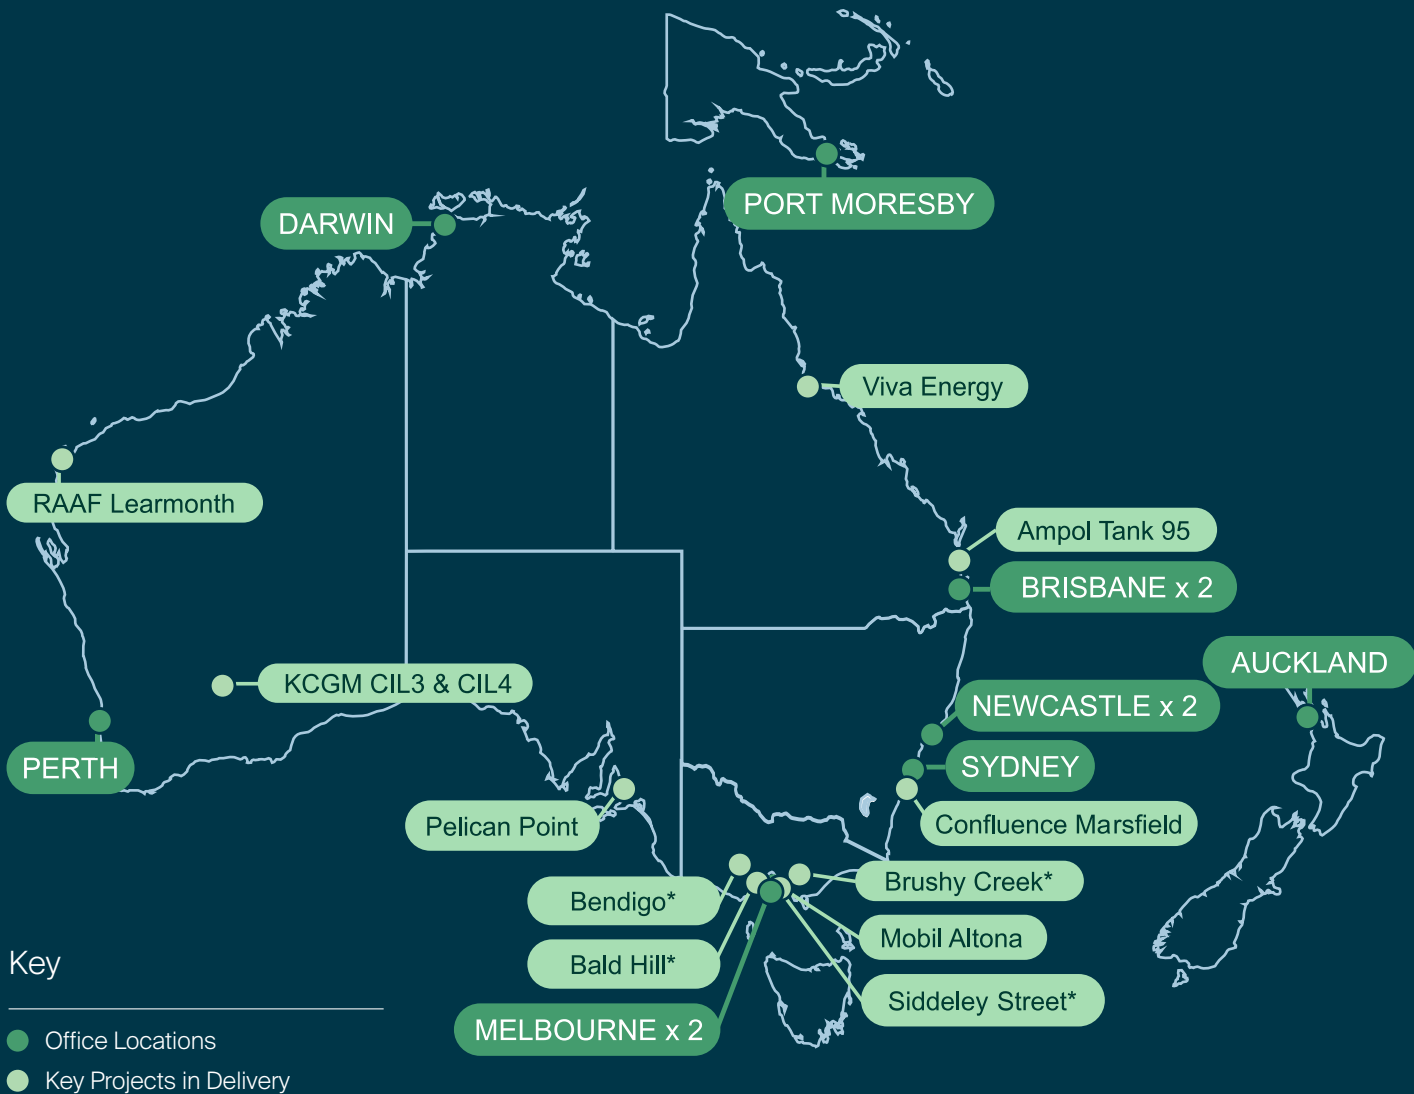 PORT MORESBY
DARWIN
Viva Energy
RAAF Learmonth
Ampol Tank 95
BRISBANE x 2
AUCKLAND
KCGM CIL3 & CIL4
NEWCASTLE x 2
PERTH
SYDNEY
Pelican Point
Confluence Marsfield
Bendigo*
Brushy Creek*
Mobil Altona
Bald Hill*
Siddeley Street*
MELBOURNE x 2
Key
Office Locations
Key Projects in Delivery